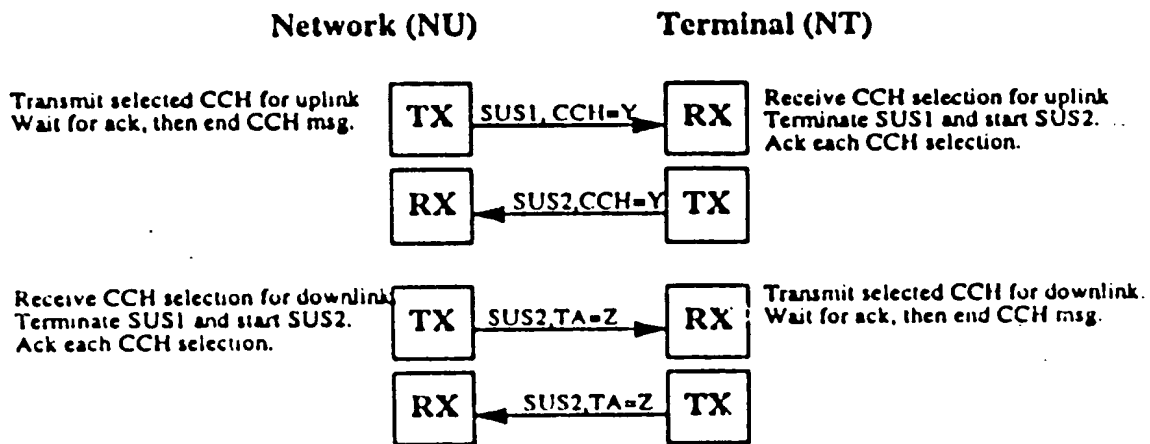 Network (NU) Terminal (NT)
Transmit selected CCH for uplink
Wait for ack, then end CCH msg.
TX SUS1, CCH=Y RX
Receive CCH selection for uplink
Terminate SUS1 and start SUS2.
Ack each CCH selection.
RX SUS2,CCH=Y TX
Receive CCH selection for downlink.
Terminate SUS1 and start SUS2.
Ack each CCH selection.
TX SUS2,TA=Z RX
Transmit selected CCH for downlink.
Wait for ack, then end CCH msg.
RX SUS2,TA=Z TX